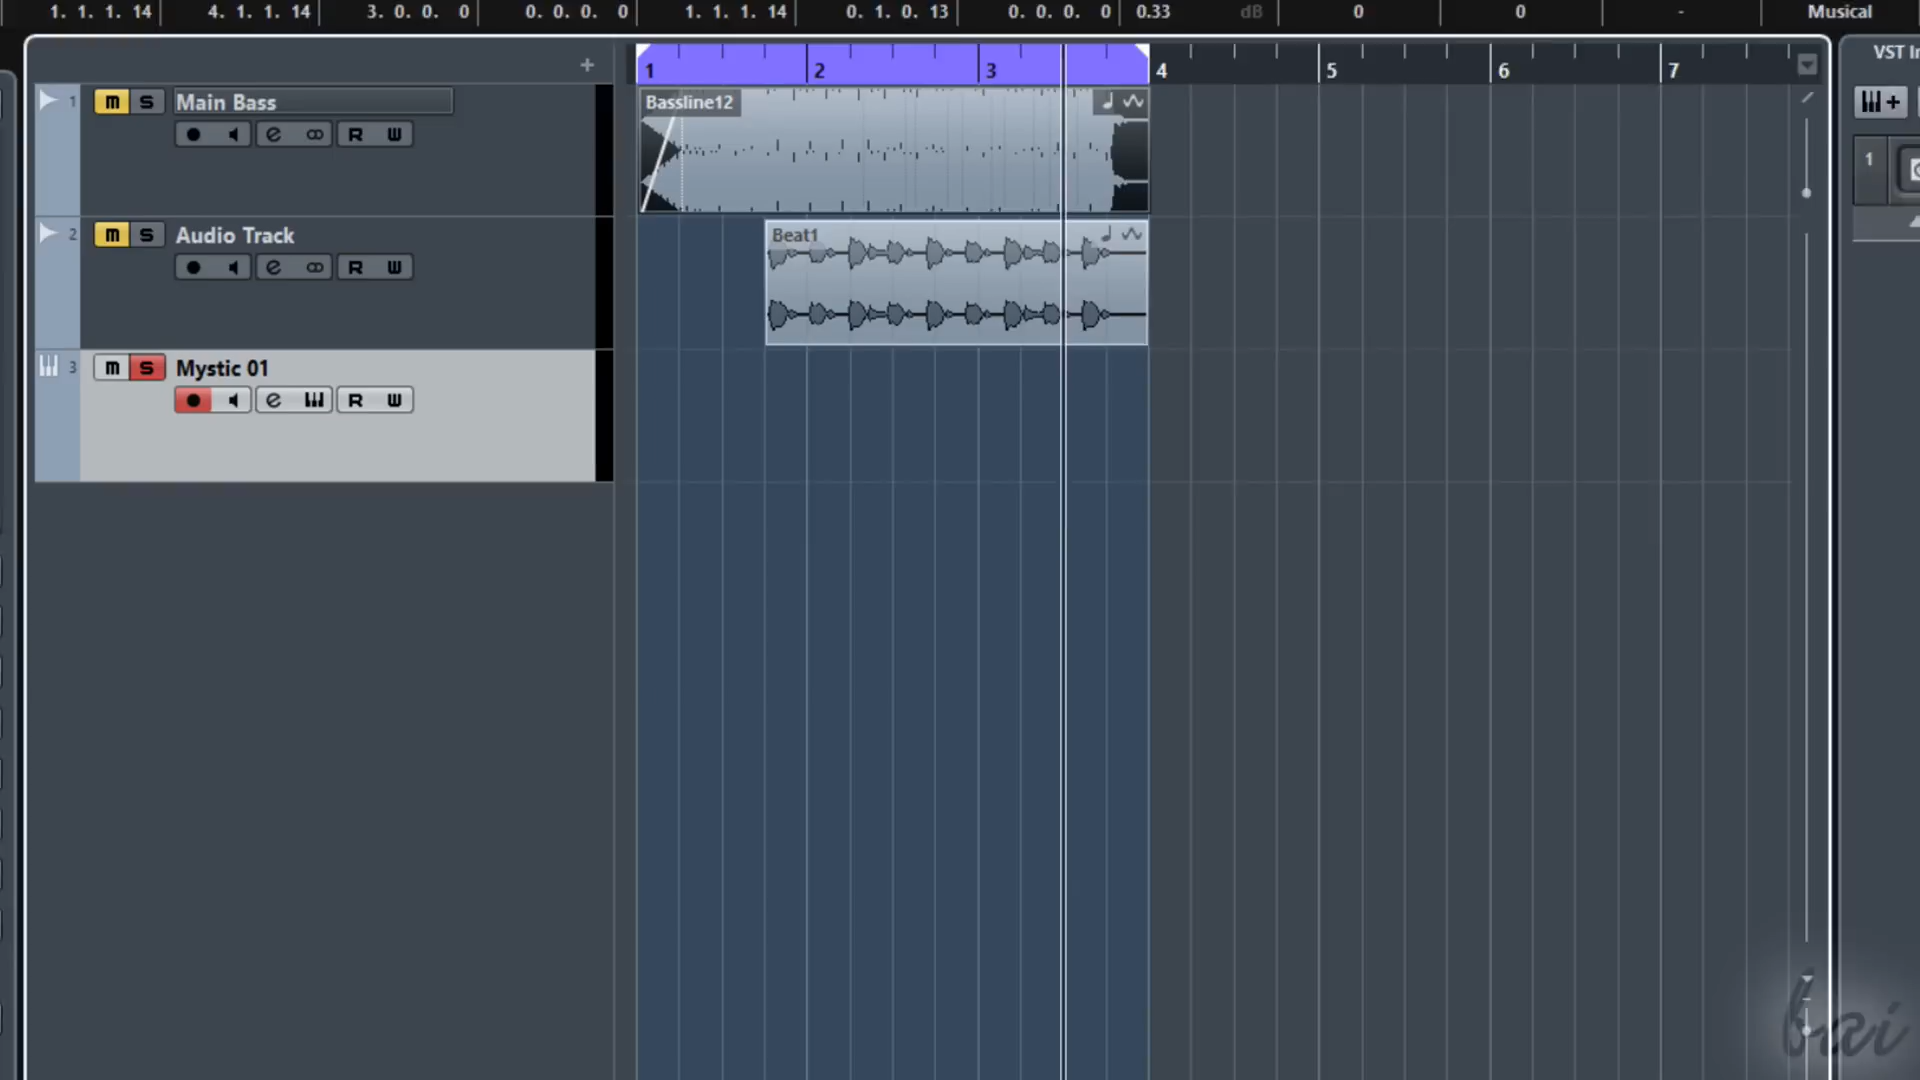 1. 1. 1. 14 4. 1. 1. 14 3. 0. 0. 0 0. 0. 0. 0 1. 1. 1. 14 0. 1. 0. 13 0. 0. 0. 0 0.33 dB 0 0 - Musical
1 2 3 4 5 6 7
VST In
1 m S Main Bass
R W
Bassline12
1
2 m S Audio Track
R W
Beat1
3 m S Mystic 01
R W
bai